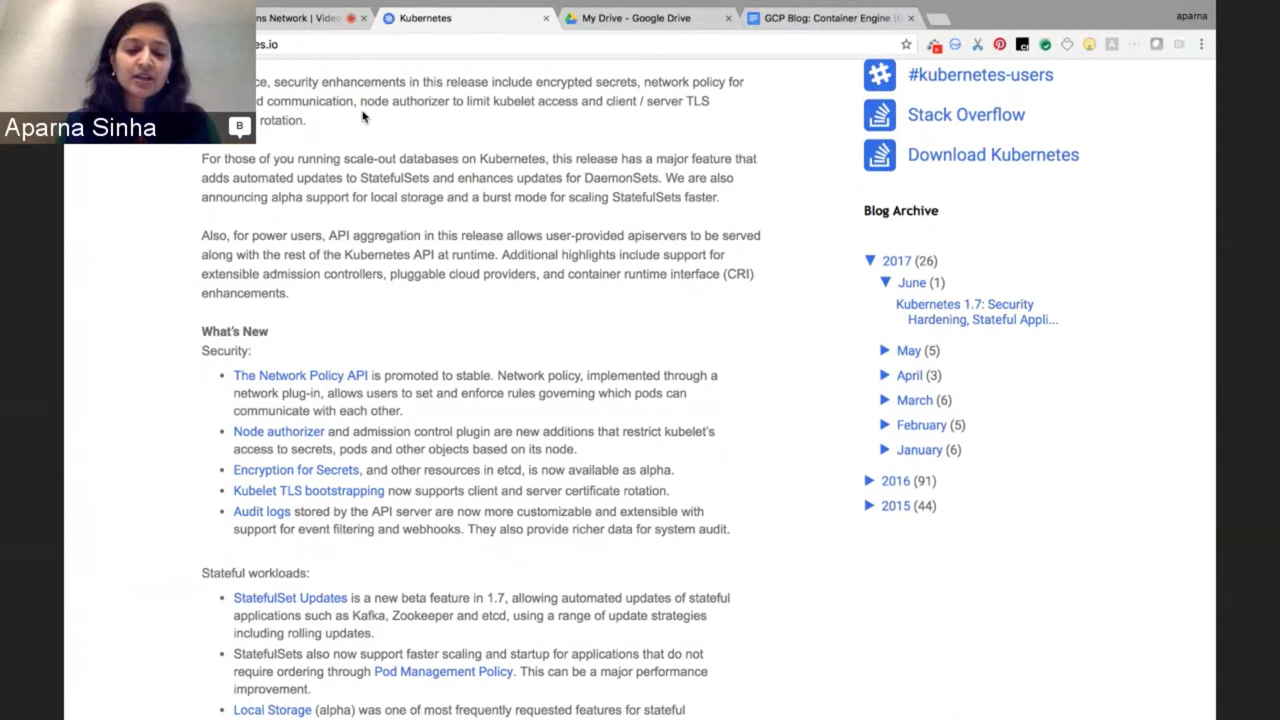 ns Network | Video
Kubernetes
My Drive - Google Drive
GCP Blog: Container Engine (
aparna
es.io
Aparna Sinha
B
ce, security enhancements in this release include encrypted secrets, network policy for
d communication, node authorizer to limit kubelet access and client / server TLS
rotation.
For those of you running scale-out databases on Kubernetes, this release has a major feature that
adds automated updates to StatefulSets and enhances updates for DaemonSets. We are also
announcing alpha support for local storage and a burst mode for scaling StatefulSets faster.
Also, for power users, API aggregation in this release allows user-provided apiservers to be served
along with the rest of the Kubernetes API at runtime. Additional highlights include support for
extensible admission controllers, pluggable cloud providers, and container runtime interface (CRI)
enhancements.
What's New
Security:
• The Network Policy API is promoted to stable. Network policy, implemented through a
network plug-in, allows users to set and enforce rules governing which pods can
communicate with each other.
• Node authorizer and admission control plugin are new additions that restrict kubelet's
access to secrets, pods and other objects based on its node.
• Encryption for Secrets, and other resources in etcd, is now available as alpha.
• Kubelet TLS bootstrapping now supports client and server certificate rotation.
• Audit logs stored by the API server are now more customizable and extensible with
support for event filtering and webhooks. They also provide richer data for system audit.
Stateful workloads:
• StatefulSet Updates is a new beta feature in 1.7, allowing automated updates of stateful
applications such as Kafka, Zookeeper and etcd, using a range of update strategies
including rolling updates.
• StatefulSets also now support faster scaling and startup for applications that do not
require ordering through Pod Management Policy. This can be a major performance
improvement.
• Local Storage (alpha) was one of most frequently requested features for stateful
#kubernetes-users
Stack Overflow
Download Kubernetes
Blog Archive
▼ 2017 (26)
▼ June (1)
Kubernetes 1.7: Security
Hardening, Stateful Appli...
► May (5)
► April (3)
► March (6)
► February (5)
► January (6)
► 2016 (91)
► 2015 (44)